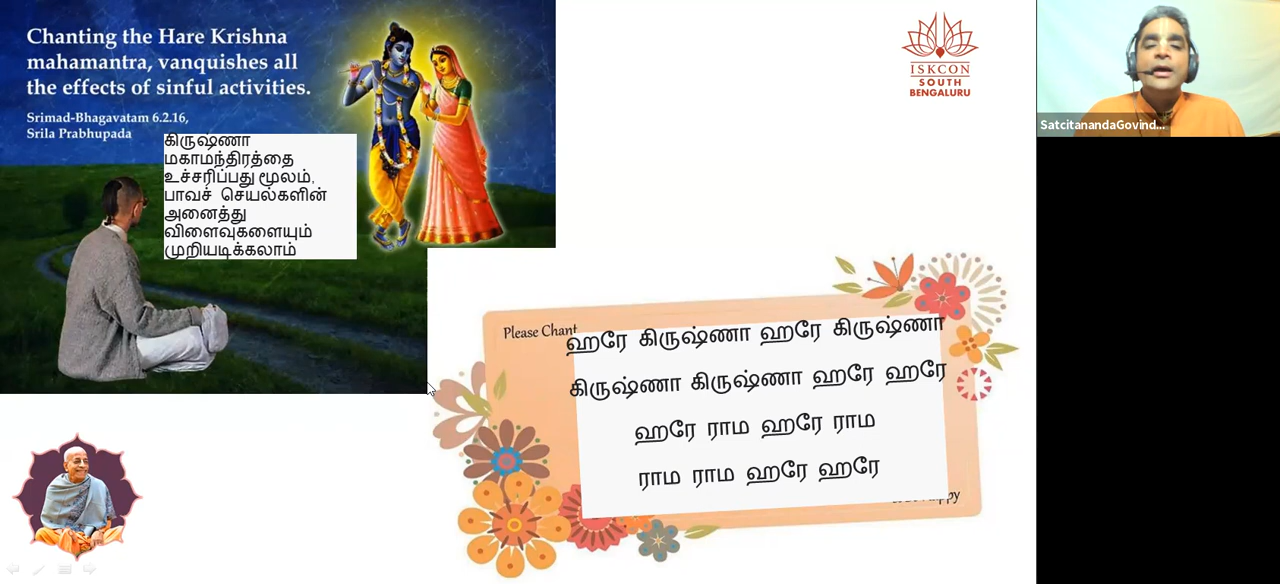 Chanting the Hare Krishna
mahamantra, vanquishes all
the effects of sinful activities.
Srimad-Bhagavatam 6.2.16,
Srila Prabhupada
கிருஷ்ணா
மகாமந்திரத்தை
உச்சரிப்பது மூலம்,
பாவச் செயல்களின்
அனைத்து
விளைவுகளையும்
முறியடிக்கலாம்
ISKCON
SOUTH
BENGALURU
SatcitanandaGovind...
Please Chant
ஹரே கிருஷ்ணா ஹரே கிருஷ்ணா
கிருஷ்ணா கிருஷ்ணா ஹரே ஹரே
ஹரே ராம ஹரே ராம
ராம ராம ஹரே ஹரே